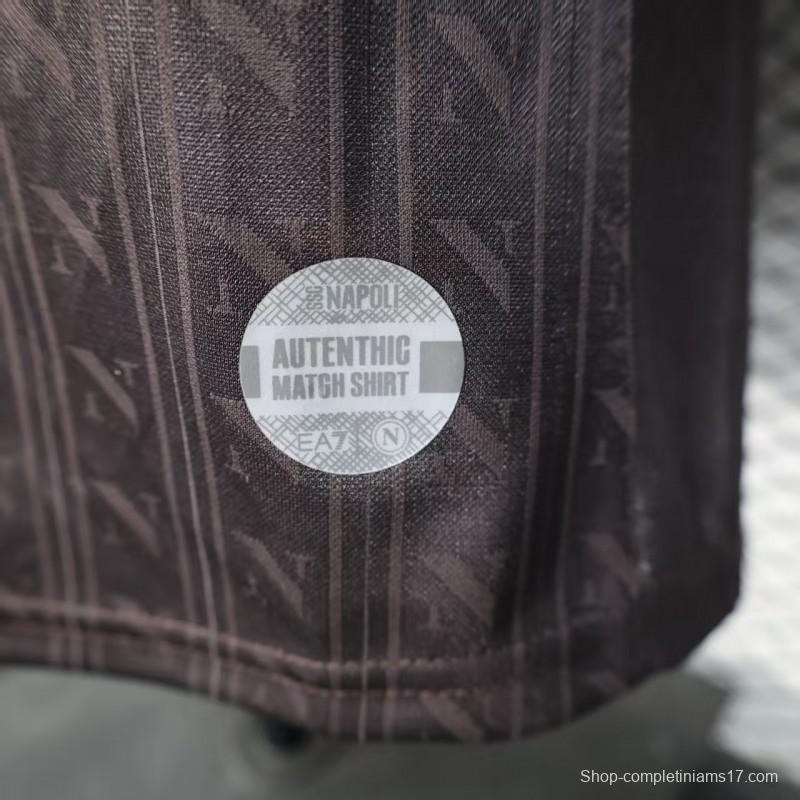 SSC NAPOLI
AUTENTHIC
MATCH SHIRT
EA7 N
Shop-completiniams17.com